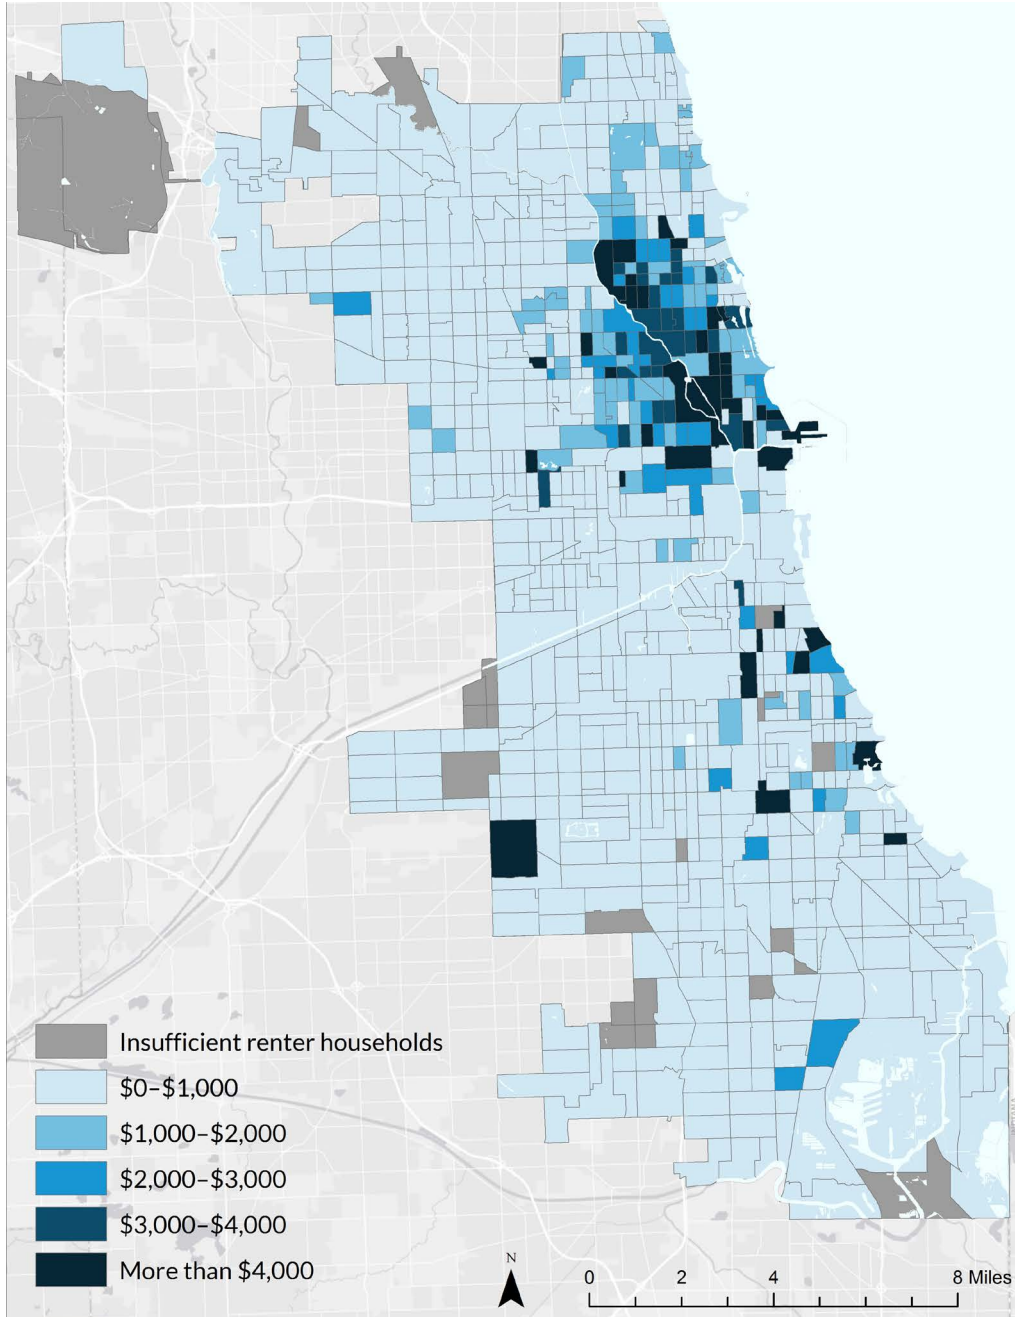 Insufficient renter households
$0–$1,000
$1,000–$2,000
$2,000–$3,000
$3,000–$4,000
More than $4,000
N
0 2 4 8 Miles
INDIANA